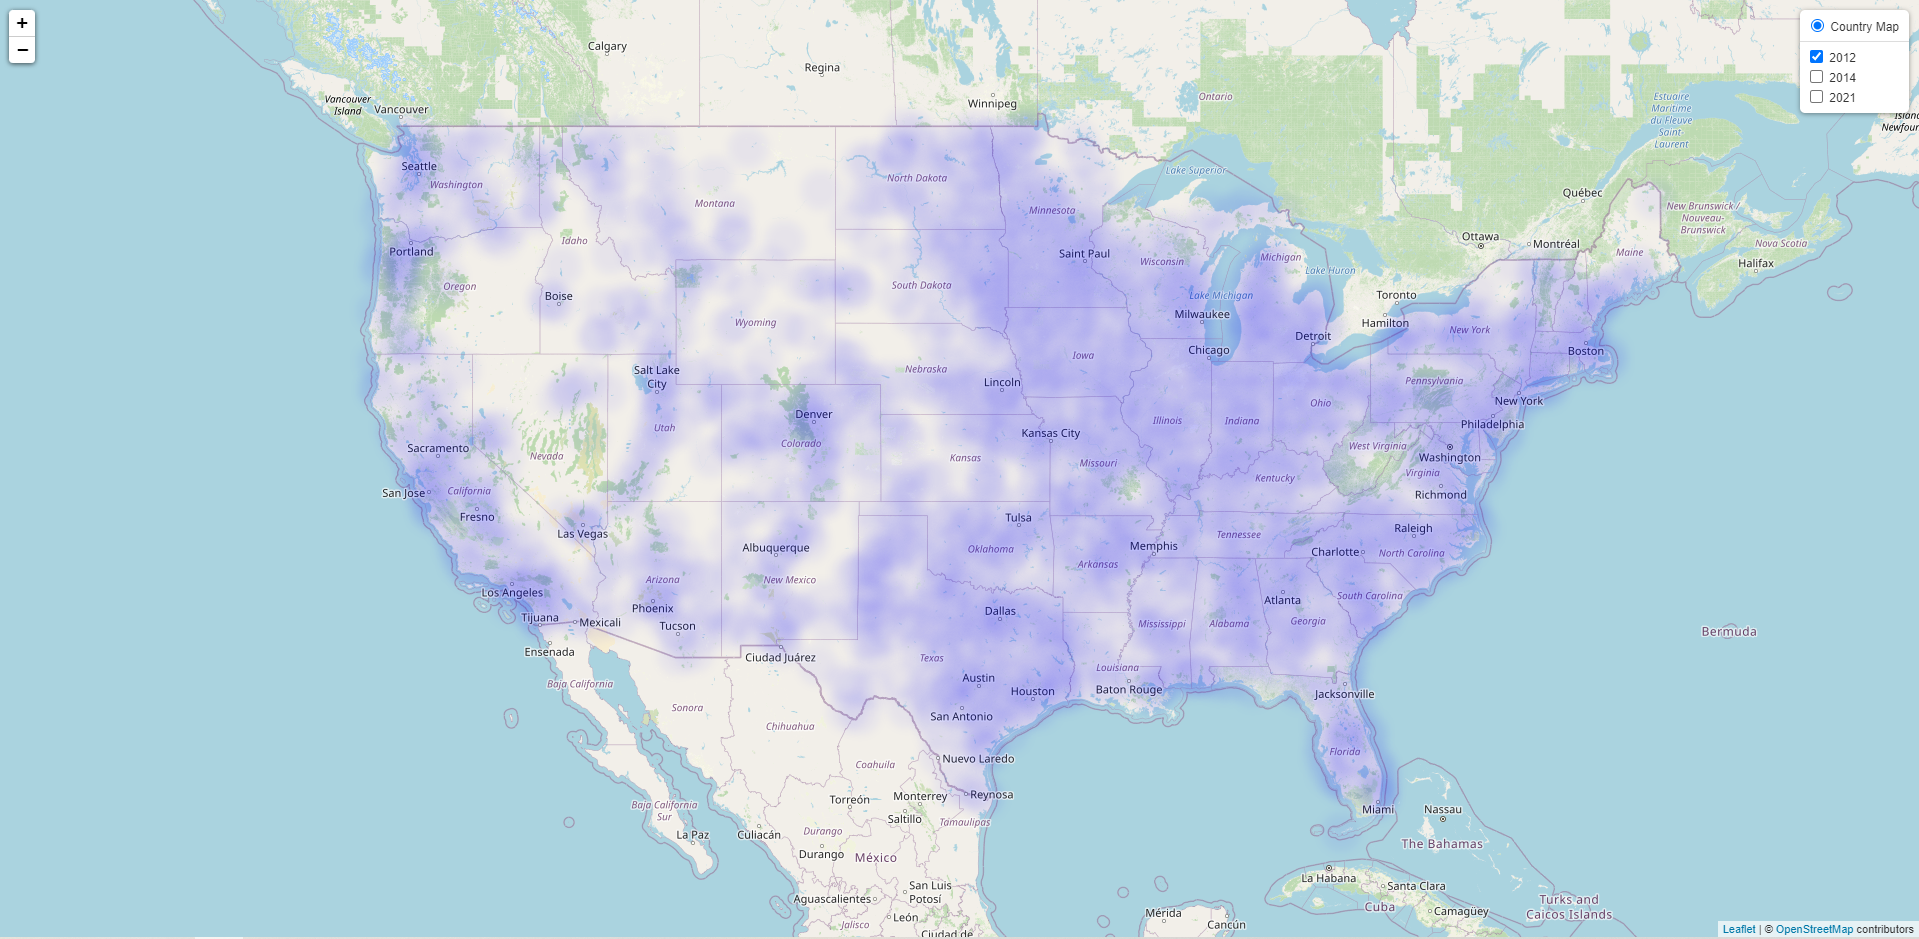 +
−
Country Map
2012
2014
2021
Calgary
Regina
Winnipeg
Vancouver
Island
Vancouver
Ontario
Estuaire
Maritime
du Fleuve
Saint-
Laurent
Island
Newfour
Seattle
Washington
Montana
North Dakota
Minnesota
Lake Superior
Québec
New Brunswick /
Nouveau-
Brunswick
Nova Scotia
Halifax
Portland
Idaho
Saint Paul
Wisconsin
Michigan
Lake Huron
Ottawa
Montréal
Maine
Oregon
Boise
Wyoming
South Dakota
Lake Michigan
Milwaukee
Toronto
Hamilton
Detroit
New York
Boston
Salt Lake
City
Nebraska
Lincoln
Iowa
Chicago
Pennsylvania
New York
Philadelphia
Denver
Colorado
Utah
Nevada
Sacramento
Kansas City
Kansas
Missouri
Illinois
Indiana
Ohio
West Virginia
Washington
Virginia
Richmond
San Jose
California
Fresno
Las Vegas
Kentucky
Tulsa
Oklahoma
Memphis
Tennessee
Raleigh
Charlotte
North Carolina
Albuquerque
New Mexico
Arizona
Arkansas
Los Angeles
Phoenix
Tucson
Tijuana
Mexicali
Dallas
Mississippi
Alabama
Atlanta
Georgia
South Carolina
Bermuda
Ensenada
Ciudad Juárez
Texas
Louisiana
Baja California
Austin
Houston
Baton Rouge
Jacksonville
Sonora
Chihuahua
San Antonio
Florida
Coahuila
Nuevo Laredo
Reynosa
Miami
Nassau
The Bahamas
Baja California
Sur
Torreón
Monterrey
Saltillo
Tamaulipas
La Paz
Culiacán
Durango
Durango
México
San Luis
Potosí
Aguascalientes
León
Jalisco
Ciudad de
Mérida
Cancún
La Habana
Santa Clara
Cuba
Camagüey
Turks and
Caicos Islands
Leaflet | © OpenStreetMap contributors